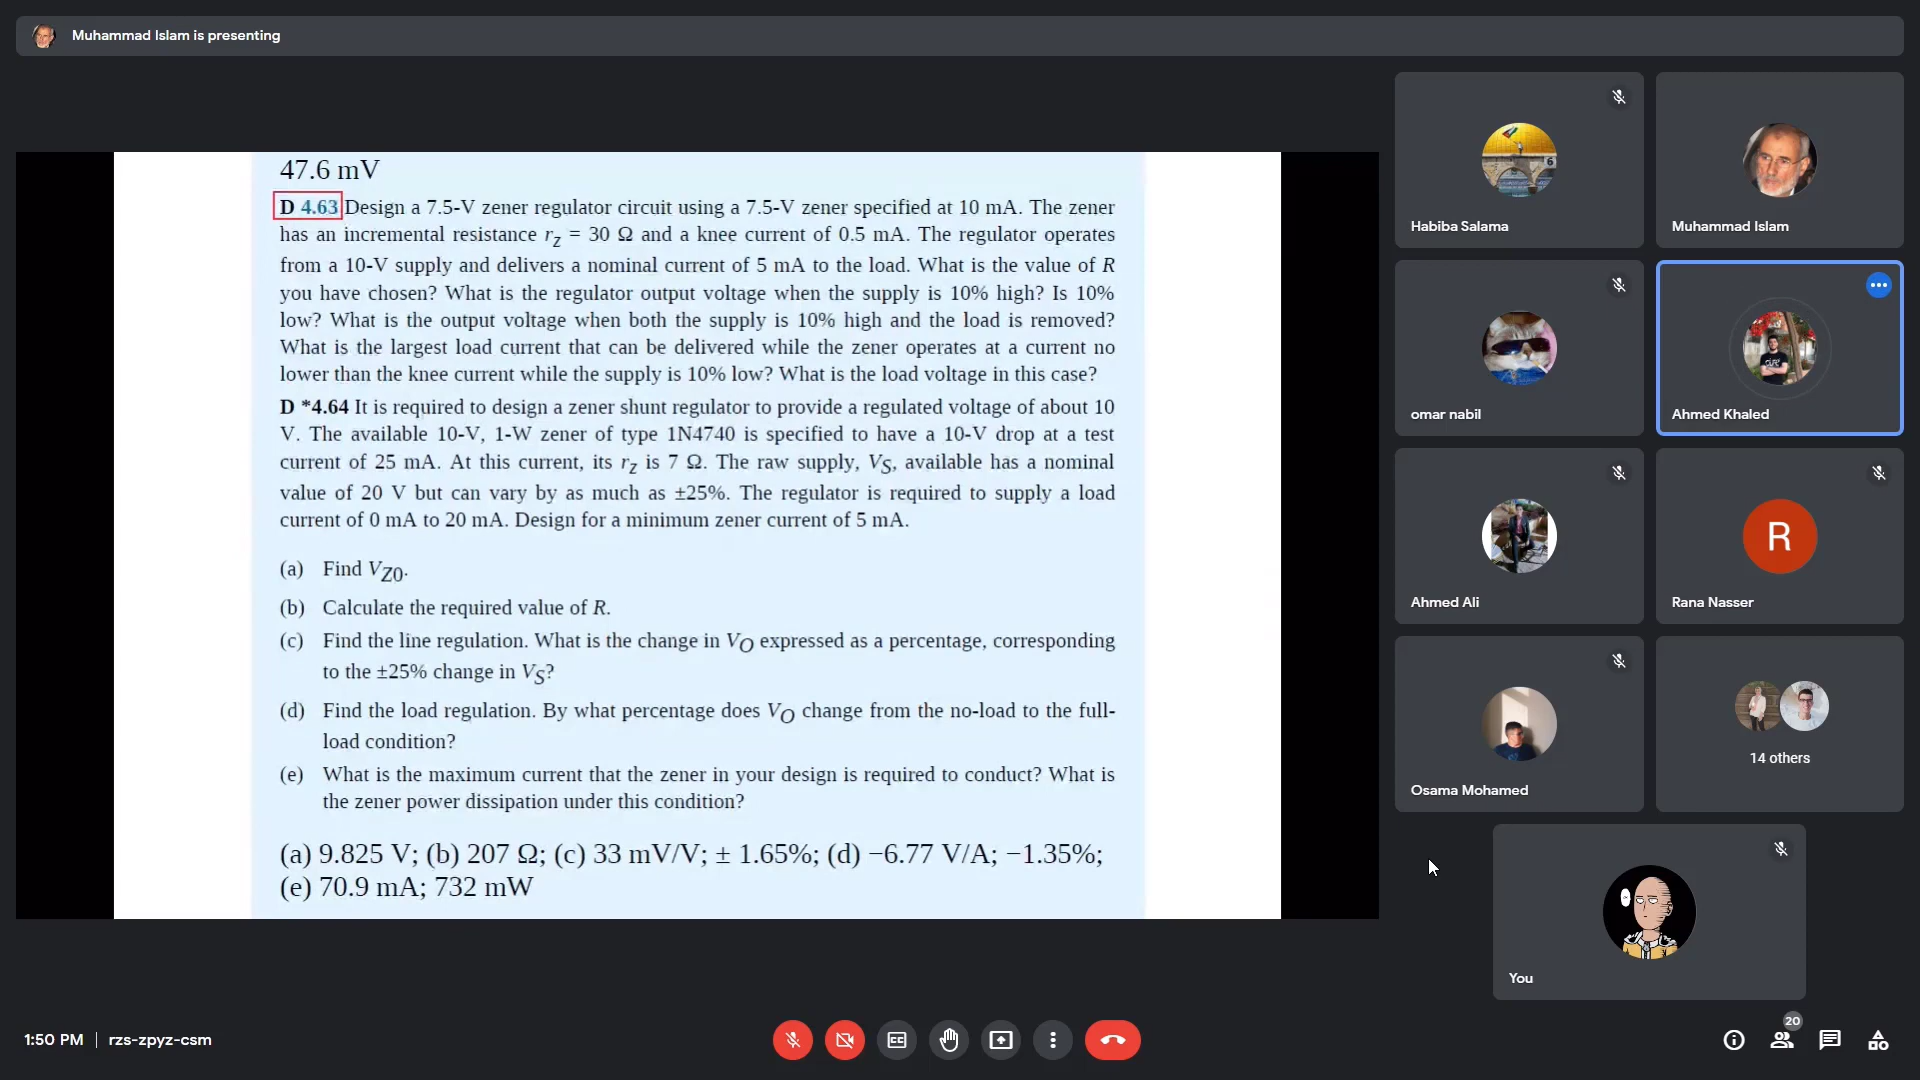 Muhammad Islam is presenting
47.6 mV
D 4.63 Design a 7.5-V zener regulator circuit using a 7.5-V zener specified at 10 mA. The zener
has an incremental resistance rZ = 30 Ω and a knee current of 0.5 mA. The regulator operates
from a 10-V supply and delivers a nominal current of 5 mA to the load. What is the value of R
you have chosen? What is the regulator output voltage when the supply is 10% high? Is 10%
low? What is the output voltage when both the supply is 10% high and the load is removed?
What is the largest load current that can be delivered while the zener operates at a current no
lower than the knee current while the supply is 10% low? What is the load voltage in this case?
D *4.64 It is required to design a zener shunt regulator to provide a regulated voltage of about 10
V. The available 10-V, 1-W zener of type 1N4740 is specified to have a 10-V drop at a test
current of 25 mA. At this current, its rZ is 7 Ω. The raw supply, VS, available has a nominal
value of 20 V but can vary by as much as ±25%. The regulator is required to supply a load
current of 0 mA to 20 mA. Design for a minimum zener current of 5 mA.
(a) Find VZ0.
(b) Calculate the required value of R.
(c) Find the line regulation. What is the change in VO expressed as a percentage, corresponding
to the ±25% change in VS?
(d) Find the load regulation. By what percentage does VO change from the no-load to the full-
load condition?
(e) What is the maximum current that the zener in your design is required to conduct? What is
the zener power dissipation under this condition?
(a) 9.825 V; (b) 207 Ω; (c) 33 mV/V; ± 1.65%; (d) −6.77 V/A; −1.35%;
(e) 70.9 mA; 732 mW
6
Habiba Salama
Muhammad Islam
omar nabil
Ahmed Khaled
Ahmed Ali
R
Rana Nasser
Osama Mohamed
14 others
You
1:50 PM | rzs-zpyz-csm
CC
20